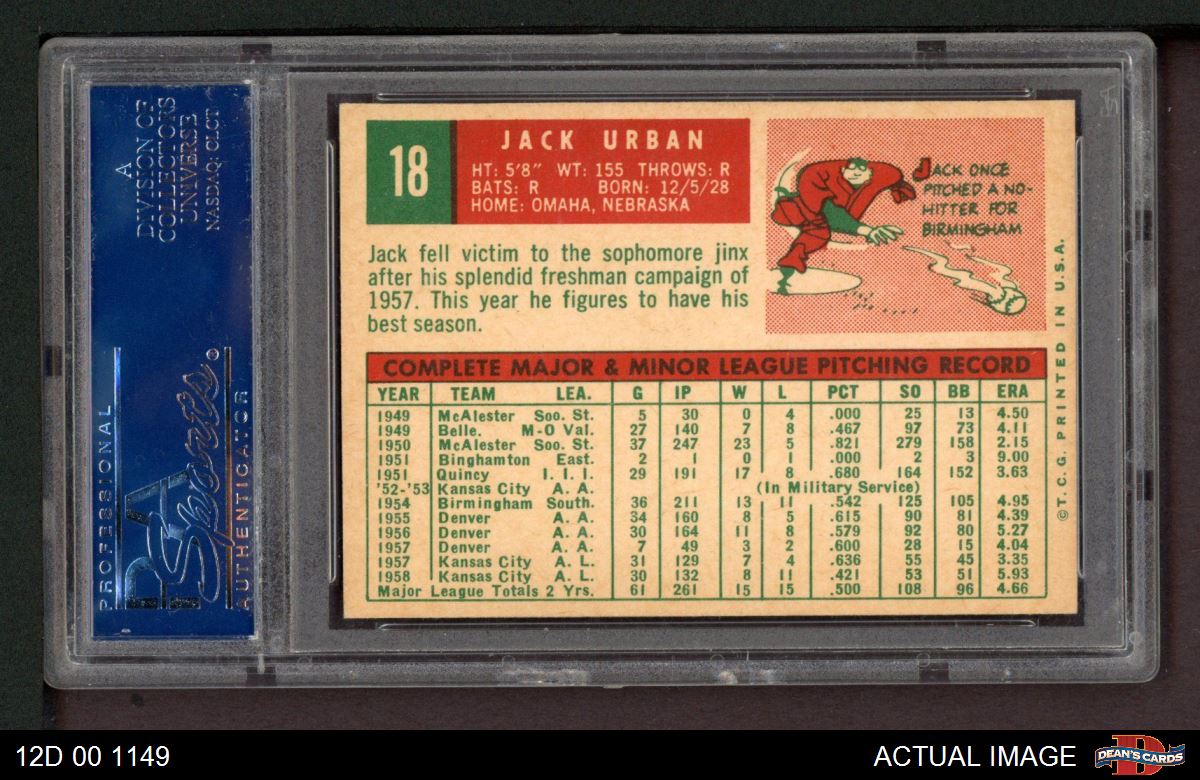 A
DIVISION OF
COLLECTORS
UNIVERSE
NASDAQ: CLCT
PROFESSIONAL
PSA
Sports
®
AUTHENTICATOR
18
JACK URBAN
HT: 5'8" WT: 155 THROWS: R
BATS: R BORN: 12/5/28
HOME: OMAHA, NEBRASKA
JACK ONCE
PITCHED A NO-
HITTER FOR
BIRMINGHAM
Jack fell victim to the sophomore jinx
after his splendid freshman campaign of
1957. This year he figures to have his
best season.
COMPLETE MAJOR & MINOR LEAGUE PITCHING RECORD
YEAR TEAM LEA. G IP W L PCT SO BB ERA
1949 McAlester Soo. St. 5 30 0 4 .000 25 13 4.50
1949 Belle. M-O Val. 27 140 7 8 .467 97 73 4.11
1950 McAlester Soo. St. 37 247 23 5 .821 279 158 2.15
1951 Binghamton East. 2 1 0 1 .000 2 3 9.00
1951 Quincy I. I. I. 29 191 17 8 .680 164 152 3.63
'52-'53 Kansas City A. A. (In Military Service)
1954 Birmingham South. 36 211 13 11 .542 125 105 4.95
1955 Denver A. A. 34 160 8 5 .615 90 81 4.39
1956 Denver A. A. 30 164 11 8 .579 92 80 5.27
1957 Denver A. A. 7 49 3 2 .600 28 15 4.04
1957 Kansas City A. L. 31 129 7 4 .636 55 45 3.35
1958 Kansas City A. L. 30 132 8 11 .421 53 51 5.93
Major League Totals 2 Yrs. 61 261 15 15 .500 108 96 4.66
©T.C.G. PRINTED IN U.S.A.
12D 00 1149
ACTUAL IMAGE
D
DEAN'S CARDS